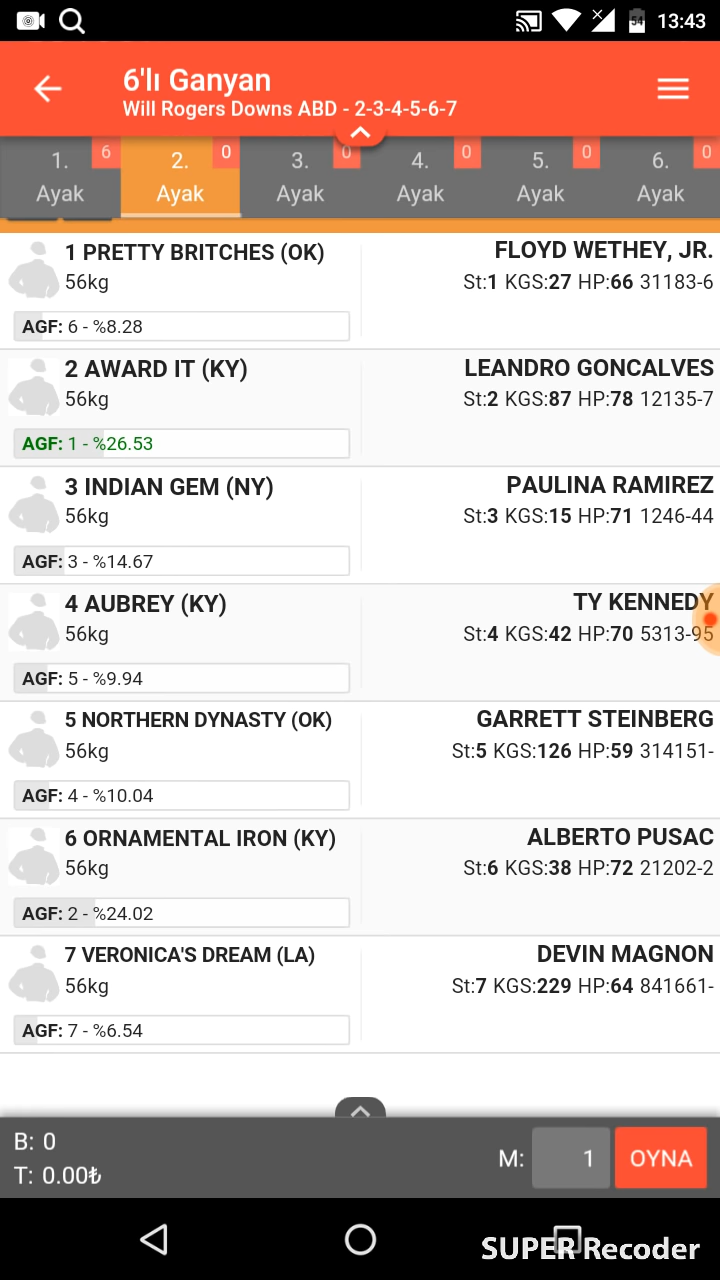 54 13:43
6'lı Ganyan
Will Rogers Downs ABD - 2-3-4-5-6-7
1. 6 2. 0 3. 0 4. 0 5. 0 6. 0
Ayak Ayak Ayak Ayak Ayak Ayak
1 PRETTY BRITCHES (OK) FLOYD WETHEY, JR.
56kg St:1 KGS:27 HP:66 31183-6
AGF: 6 - %8.28
2 AWARD IT (KY) LEANDRO GONCALVES
56kg St:2 KGS:87 HP:78 12135-7
AGF: 1 - %26.53
3 INDIAN GEM (NY) PAULINA RAMIREZ
56kg St:3 KGS:15 HP:71 1246-44
AGF: 3 - %14.67
4 AUBREY (KY) TY KENNEDY
56kg St:4 KGS:42 HP:70 5313-95
AGF: 5 - %9.94
5 NORTHERN DYNASTY (OK) GARRETT STEINBERG
56kg St:5 KGS:126 HP:59 314151-
AGF: 4 - %10.04
6 ORNAMENTAL IRON (KY) ALBERTO PUSAC
56kg St:6 KGS:38 HP:72 21202-2
AGF: 2 - %24.02
7 VERONICA'S DREAM (LA) DEVIN MAGNON
56kg St:7 KGS:229 HP:64 841661-
AGF: 7 - %6.54
B: 0
T: 0.00₺ M: 1 OYNA
SUPER Recoder